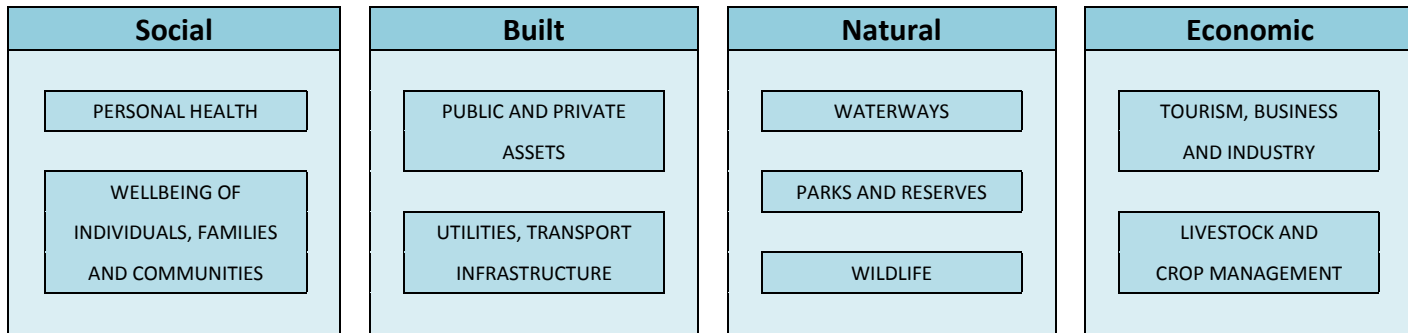 Social
PERSONAL HEALTH
WELLBEING OF
INDIVIDUALS, FAMILIES
AND COMMUNITIES
Built
PUBLIC AND PRIVATE
ASSETS
UTILITIES, TRANSPORT
INFRASTRUCTURE
Natural
WATERWAYS
PARKS AND RESERVES
WILDLIFE
Economic
TOURISM, BUSINESS
AND INDUSTRY
LIVESTOCK AND
CROP MANAGEMENT